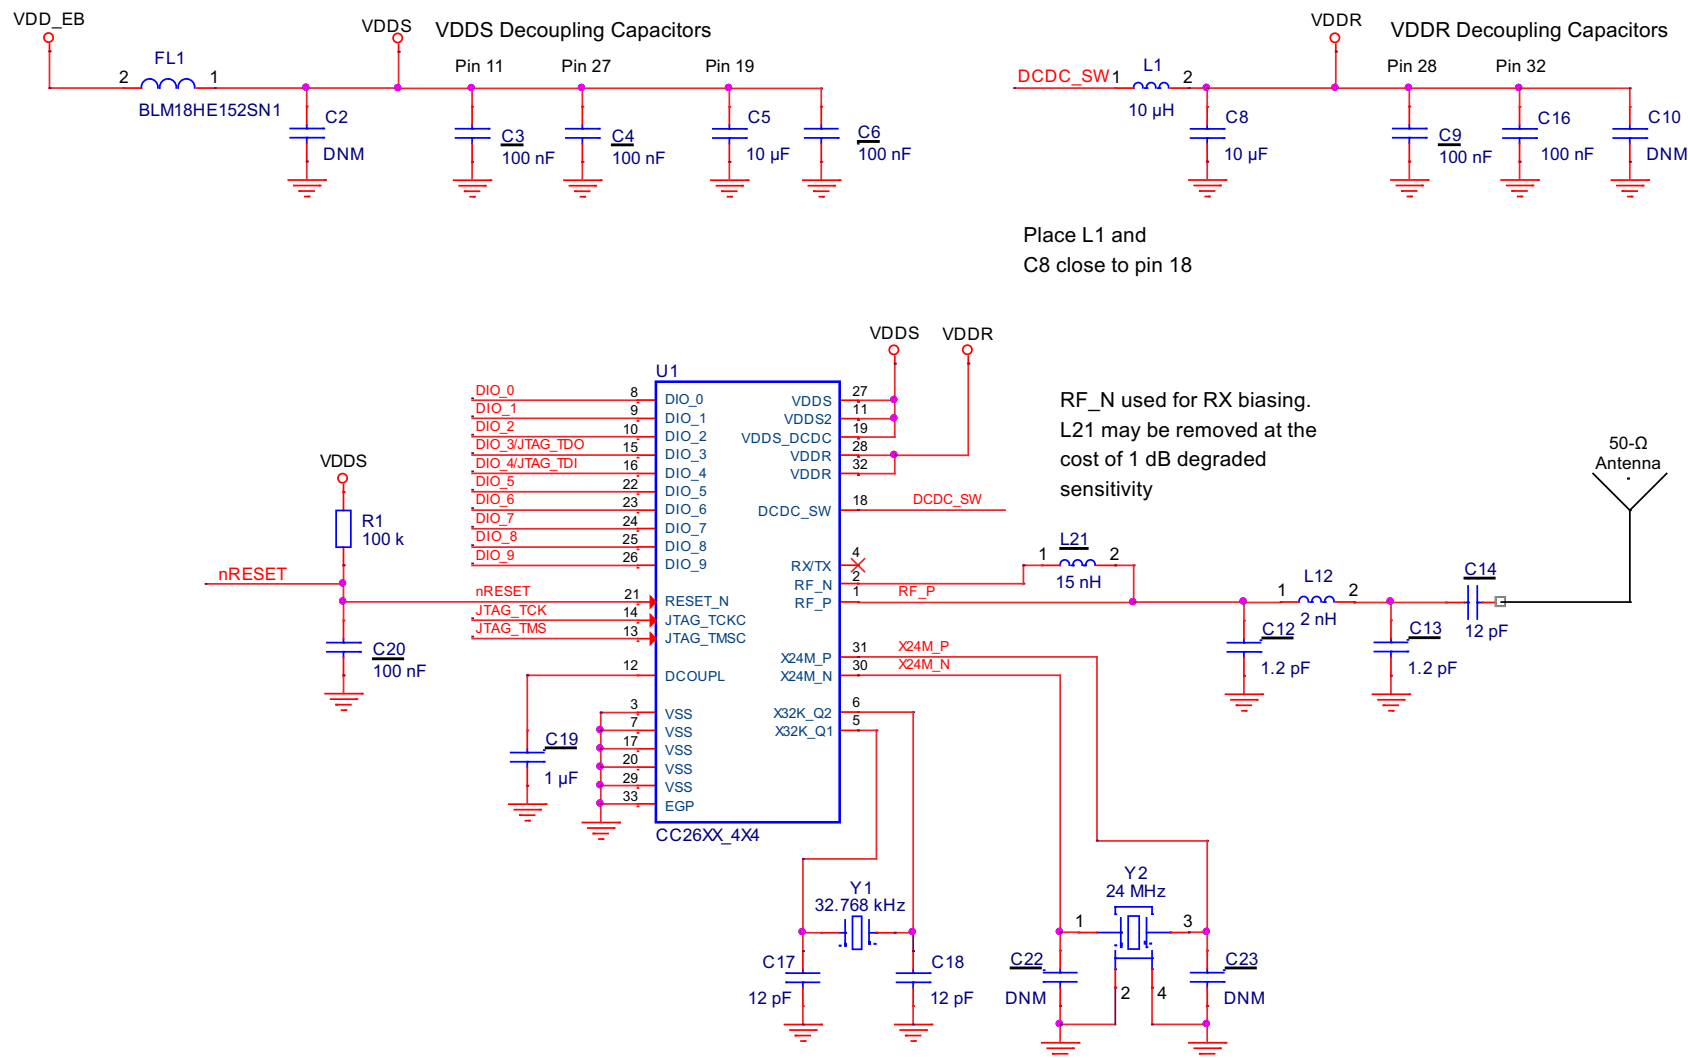 VDD_EB
VDDS
VDDS Decoupling Capacitors
FL1
2
1
BLM18HE152SN1
Pin 11
Pin 27
Pin 19
C2
DNM
C3
100 nF
C4
100 nF
C5
10 µF
C6
100 nF
VDDR
VDDR Decoupling Capacitors
DCDC_SW
1
L1
2
10 µH
Pin 28
Pin 32
C8
10 µF
C9
100 nF
C16
100 nF
C10
DNM
Place L1 and
C8 close to pin 18
VDDS
VDDR
U1
DIO_0
8
DIO_0
DIO_1
9
DIO_1
DIO_2
10
DIO_2
DIO_3/JTAG_TDO
15
DIO_3
DIO_4/JTAG_TDI
16
DIO_4
DIO_5
22
DIO_5
DIO_6
23
DIO_6
DIO_7
24
DIO_7
DIO_8
25
DIO_8
DIO_9
26
DIO_9
nRESET
21
RESET_N
JTAG_TCK
14
JTAG_TCKC
JTAG_TMS
13
JTAG_TMSC
12
DCOUPL
3
VSS
7
VSS
17
VSS
20
VSS
29
VSS
33
EGP
CC26XX_4X4
VDDS
27
VDDS2
11
VDDS_DCDC
19
VDDR
28
VDDR
32
DCDC_SW
18
DCDC_SW
RX/TX
4
RF_N
2
RF_P
1
RF_P
X24M_P
31
X24M_P
X24M_N
30
X24M_N
X32K_Q2
6
X32K_Q1
5
VDDS
R1
100 k
nRESET
C20
100 nF
C19
1 µF
RF_N used for RX biasing.
L21 may be removed at the
cost of 1 dB degraded
sensitivity
1
L21
2
15 nH
50-Ω
Antenna
1
L12
2
2 nH
C14
12 pF
C12
1.2 pF
C13
1.2 pF
Y1
32.768 kHz
C17
12 pF
C18
12 pF
Y2
24 MHz
1
3
C22
DNM
2
4
C23
DNM